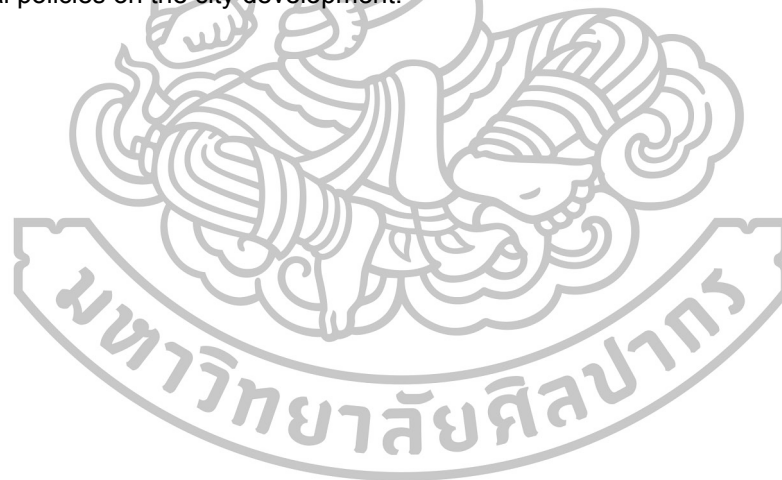 policies on the city development.
มหาวิทยาลัยศิลปากร